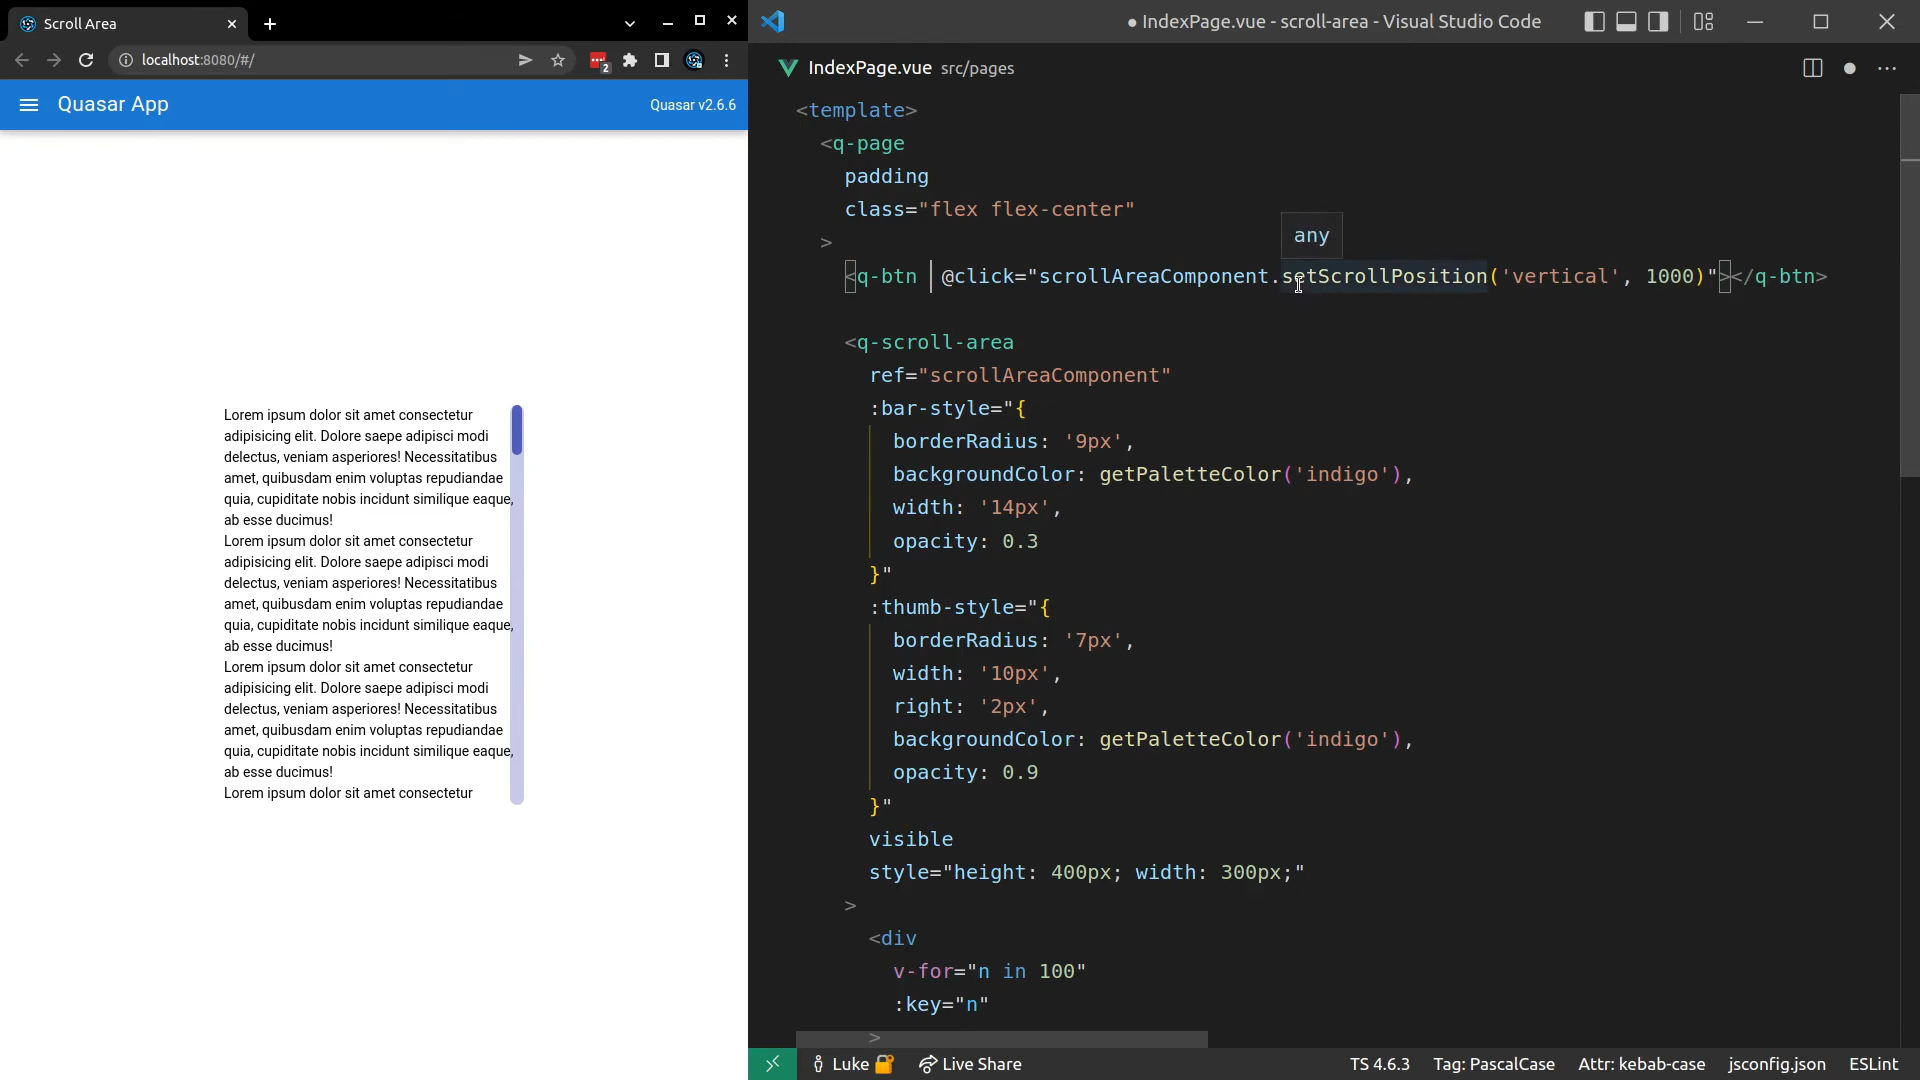 Scroll Area
localhost:8080/#/
2
Quasar App
Quasar v2.6.6
Lorem ipsum dolor sit amet consectetur
adipisicing elit. Dolore saepe adipisci modi
delectus, veniam asperiores! Necessitatibus
amet, quibusdam enim voluptas repudiandae
quia, cupiditate nobis incidunt similique eaque,
ab esse ducimus!
Lorem ipsum dolor sit amet consectetur
adipisicing elit. Dolore saepe adipisci modi
delectus, veniam asperiores! Necessitatibus
amet, quibusdam enim voluptas repudiandae
quia, cupiditate nobis incidunt similique eaque,
ab esse ducimus!
Lorem ipsum dolor sit amet consectetur
adipisicing elit. Dolore saepe adipisci modi
delectus, veniam asperiores! Necessitatibus
amet, quibusdam enim voluptas repudiandae
quia, cupiditate nobis incidunt similique eaque,
ab esse ducimus!
Lorem ipsum dolor sit amet consectetur
● IndexPage.vue - scroll-area - Visual Studio Code
IndexPage.vue src/pages
<template>
<q-page
padding
class="flex flex-center"
>
any
<q-btn @click="scrollAreaComponent.setScrollPosition('vertical', 1000)"></q-btn>
<q-scroll-area
ref="scrollAreaComponent"
:bar-style="{
borderRadius: '9px',
backgroundColor: getPaletteColor('indigo'),
width: '14px',
opacity: 0.3
}"
:thumb-style="{
borderRadius: '7px',
width: '10px',
right: '2px',
backgroundColor: getPaletteColor('indigo'),
opacity: 0.9
}"
visible
style="height: 400px; width: 300px;"
>
<div
v-for="n in 100"
:key="n"
>
Luke
Live Share
TS 4.6.3
Tag: PascalCase
Attr: kebab-case
jsconfig.json
ESLint